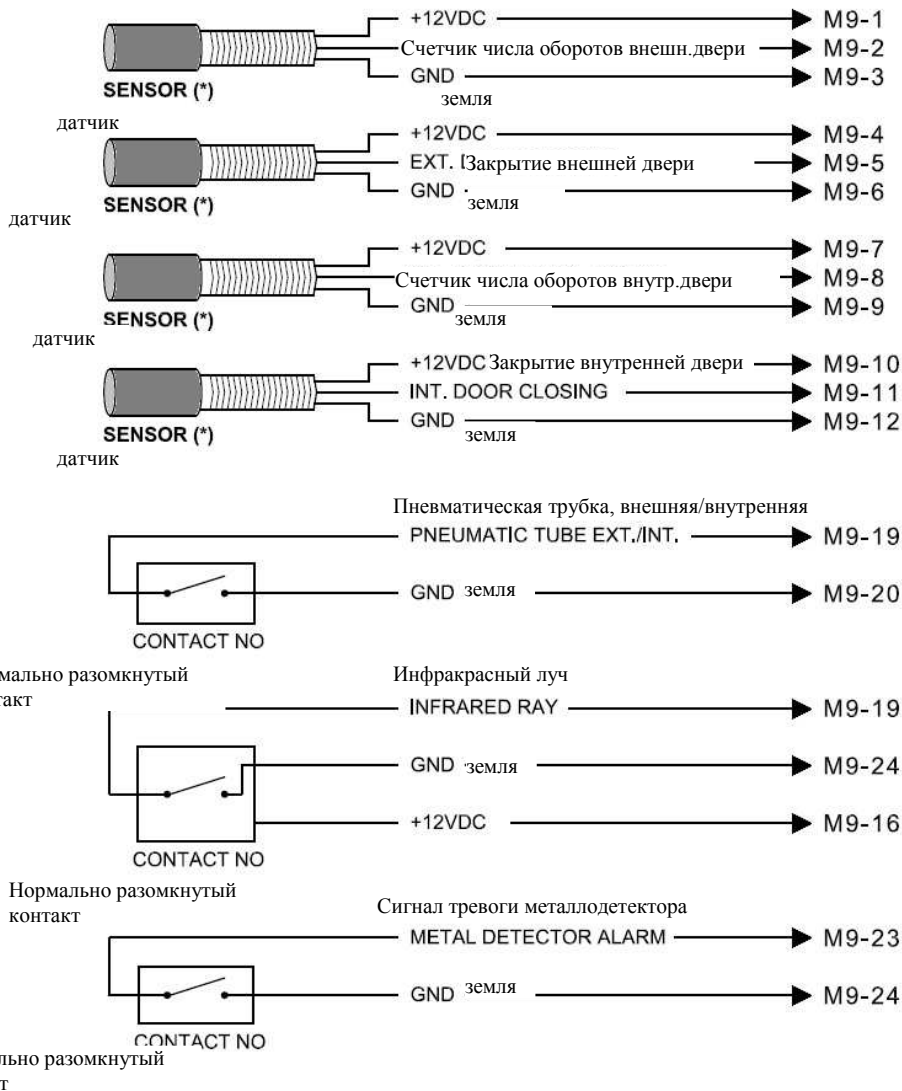 +12VDC M9-1
Счетчик числа оборотов внешн.двери M9-2
GND M9-3
SENSOR (*)
земля
датчик
+12VDC M9-4
EXT. Закрытие внешней двери M9-5
GND M9-6
SENSOR (*)
земля
датчик
+12VDC M9-7
Счетчик числа оборотов внутр.двери M9-8
GND M9-9
SENSOR (*)
земля
датчик
+12VDC Закрытие внутренней двери M9-10
INT. DOOR CLOSING M9-11
GND M9-12
SENSOR (*)
земля
датчик
Пневматическая трубка, внешняя/внутренняя
PNEUMATIC TUBE EXT./INT. M9-19
GND земля M9-20
CONTACT NO
мально разомкнутый
такт
Инфракрасный луч
INFRARED RAY M9-19
GND земля M9-24
+12VDC M9-16
CONTACT NO
Нормально разомкнутый
контакт
Сигнал тревоги металлодетектора
METAL DETECTOR ALARM M9-23
GND земля M9-24
CONTACT NO
льно разомкнутый
т